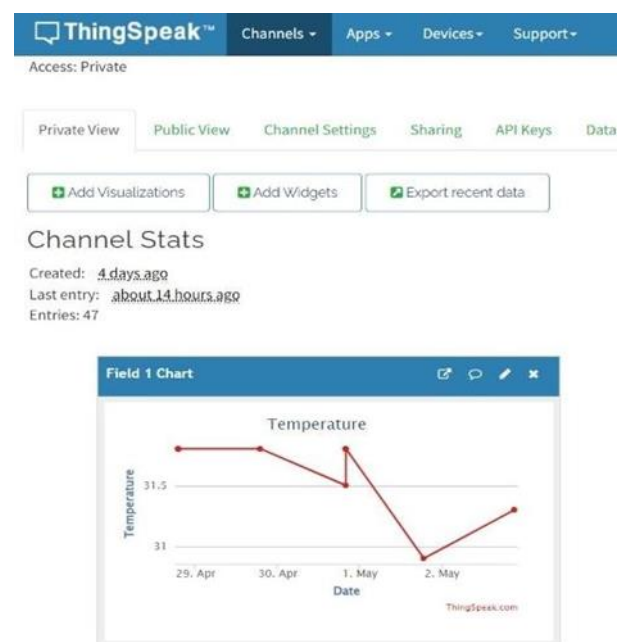 ThingSpeak™ Channels Apps Devices Support
Access: Private
Private View Public View Channel Settings Sharing API Keys Data
Add Visualizations Add Widgets Export recent data
Channel Stats
Created: 4 days ago
Last entry: about 14 hours ago
Entries: 47
Field 1 Chart
Temperature
Temperature
31.5
31
29. Apr 30. Apr 1. May 2. May
Date
ThingSpeak.com